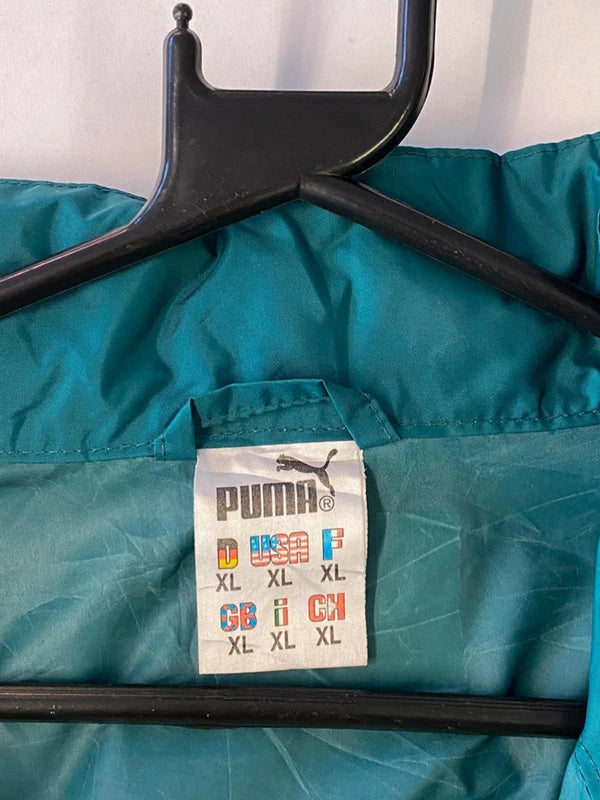 PUMA®
D USA F
XL XL XL
GB i CH
XL XL XL